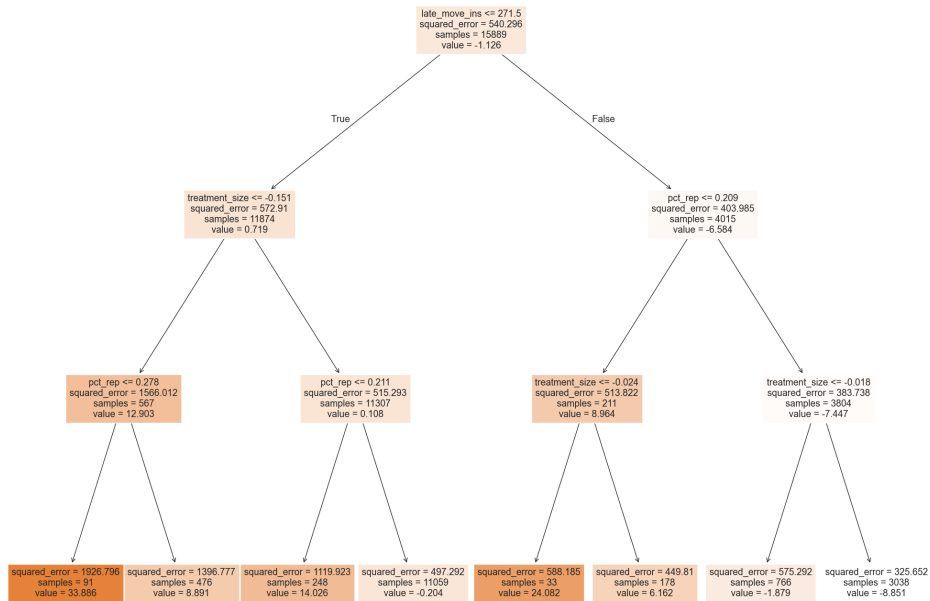 late_move_ins <= 271.5
squared_error = 540.296
samples = 15889
value = -1.126
True
False
treatment_size <= -0.151
squared_error = 572.91
samples = 11874
value = 0.719
pct_rep <= 0.209
squared_error = 403.985
samples = 4015
value = -6.584
pct_rep <= 0.278
squared_error = 1566.012
samples = 567
value = 12.903
pct_rep <= 0.211
squared_error = 515.293
samples = 11307
value = 0.108
treatment_size <= -0.024
squared_error = 513.822
samples = 211
value = 8.964
treatment_size <= -0.018
squared_error = 383.738
samples = 3804
value = -7.447
squared_error = 1926.796
samples = 91
value = 33.886
squared_error = 1396.777
samples = 476
value = 8.891
squared_error = 1119.923
samples = 248
value = 14.026
squared_error = 497.292
samples = 11059
value = -0.204
squared_error = 588.185
samples = 33
value = 24.082
squared_error = 449.81
samples = 178
value = 6.162
squared_error = 575.292
samples = 766
value = -1.879
squared_error = 325.652
samples = 3038
value = -8.851